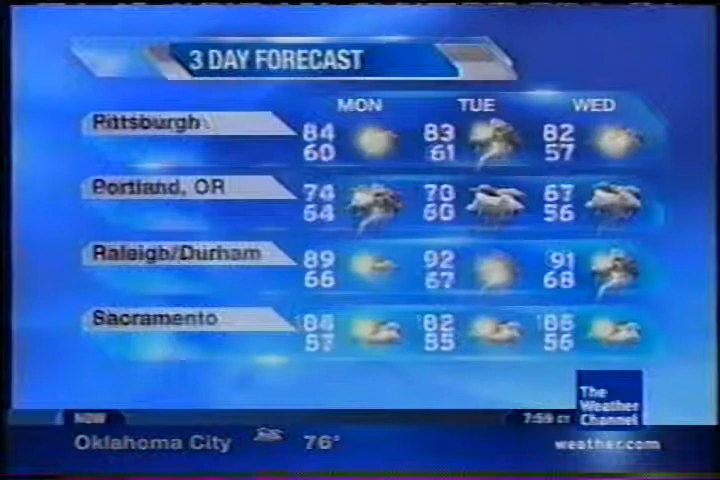 3 DAY FORECAST
MON TUE WED
Pittsburgh 84 83 82
60 61 57
Portland, OR 74 70 67
64 60 56
Raleigh/Durham 89 92 91
66 67 68
Sacramento 82
57 56
The
Weather
Channel
NOW 7:59 ET
Oklahoma City 76°
weather.com